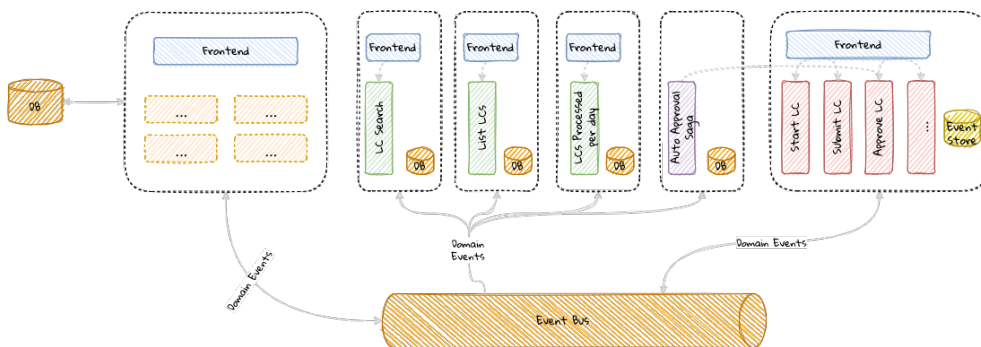 Frontend
DB
...
...
...
...
Frontend
LC Search
DB
Frontend
List LCs
DB
Frontend
LCs Processed
per day
DB
Auto Approval
Saga
DB
Frontend
Start LC
Submit LC
Approve LC
...
Event
Store
Domain Events
Domain
Events
Domain Events
Event Bus